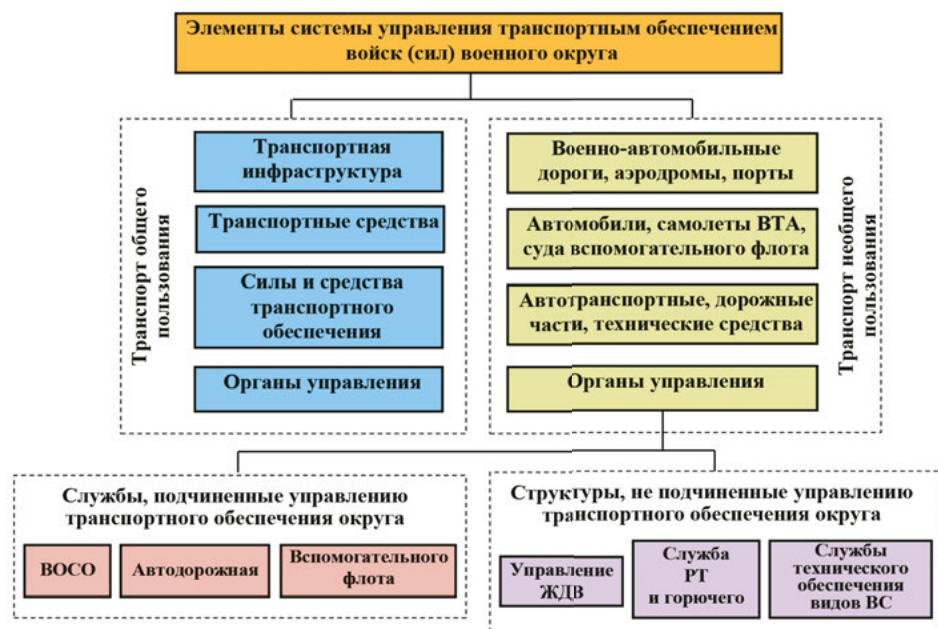 Элементы системы управления транспортным обеспечением
войск (сил) военного округа
Транспорт общего
пользования
Транспортная
инфраструктура
Транспортные средства
Силы и средства
транспортного
обеспечения
Органы управления
Военно-автомобильные
дороги, аэродромы, порты
Автомобили, самолеты ВТА,
суда вспомогательного флота
Автотранспортные, дорожные
части, технические средства
Органы управления
Транспорт необщего
пользования
Службы, подчиненные управлению
транспортного обеспечения округа
ВОСО
Автодорожная
Вспомогательного
флота
Структуры, не подчиненные управлению
транспортного обеспечения округа
Управление
ЖДВ
Служба
РТ
и горючего
Службы
технического
обеспечения
видов ВС